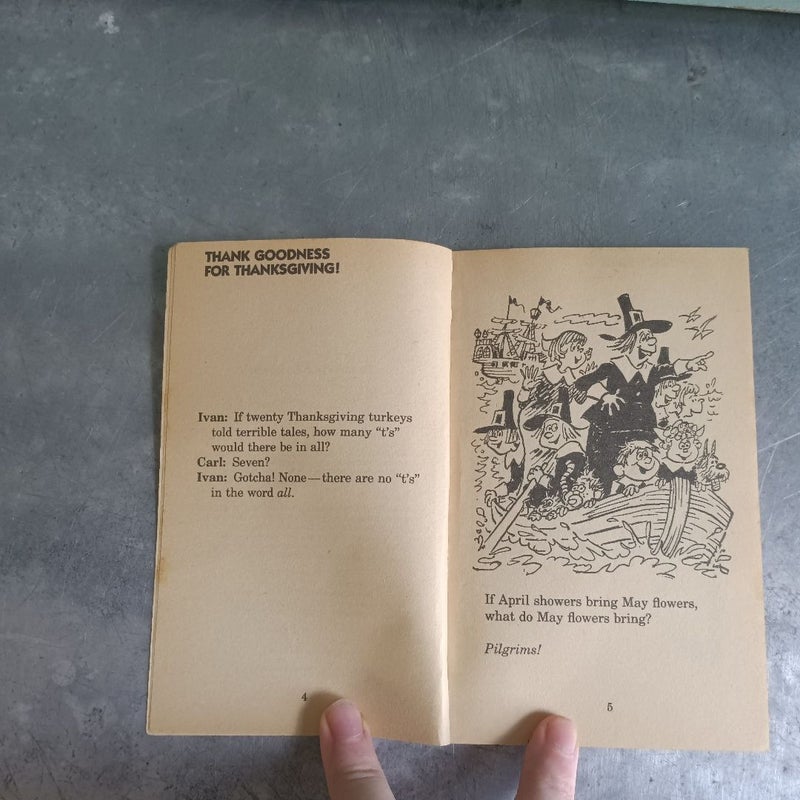 THANK GOODNESS
FOR THANKSGIVING!
Ivan: If twenty Thanksgiving turkeys
told terrible tales, how many "t's"
would there be in all?
Carl: Seven?
Ivan: Gotcha! None—there are no "t's"
in the word all.
4
If April showers bring May flowers,
what do May flowers bring?
Pilgrims!
5